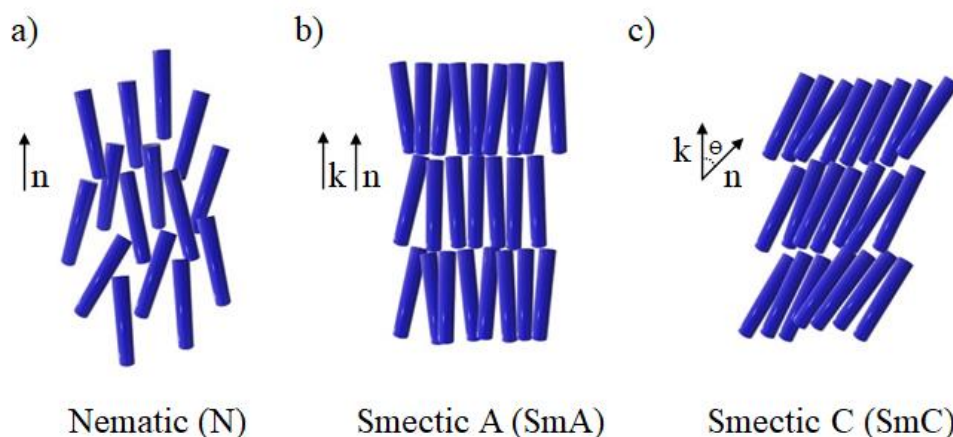 a)
b)
c)
n
k n
k ϴ n
Nematic (N)
Smectic A (SmA)
Smectic C (SmC)